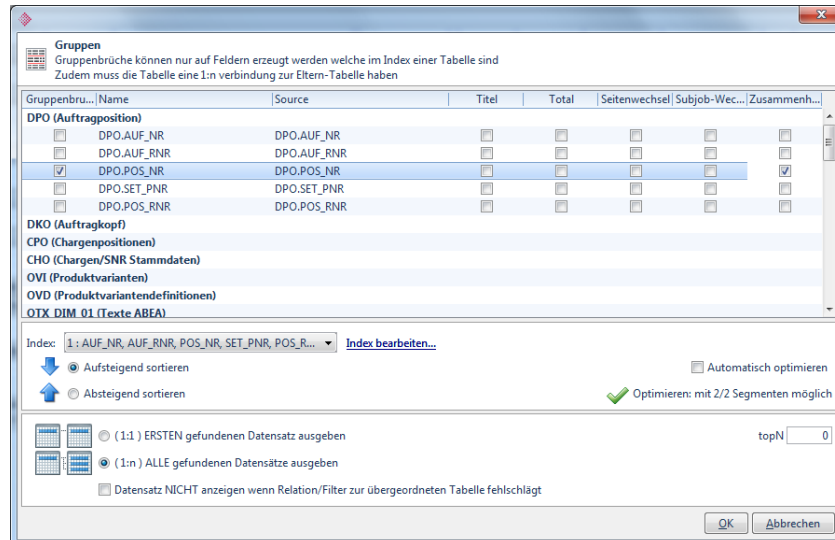 Gruppen
Gruppenbrüche können nur auf Feldern erzeugt werden welche im Index einer Tabelle sind
Zudem muss die Tabelle eine 1:n verbindung zur Eltern-Tabelle haben
Gruppenbru... Name Source Titel Total Seitenwechsel Subjob-Wec... Zusammenh...
DPO (Auftragposition)
DPO.AUF_NR DPO.AUF_NR
DPO.AUF_RNR DPO.AUF_RNR
DPO.POS_NR DPO.POS_NR
DPO.SET_PNR DPO.SET_PNR
DPO.POS_RNR DPO.POS_RNR
DKO (Auftragkopf)
CPO (Chargenpositionen)
CHO (Chargen/SNR Stammdaten)
OVI (Produktvarianten)
OVD (Produktvariantendefinitionen)
OTX_DIM_01 (Texte ABEA)
Index: 1 : AUF_NR, AUF_RNR, POS_NR, SET_PNR, POS_R... Index bearbeiten...
Aufsteigend sortieren Automatisch optimieren
Absteigend sortieren Optimieren: mit 2/2 Segmenten möglich
( 1:1 ) ERSTEN gefundenen Datensatz ausgeben topN 0
( 1:n ) ALLE gefundenen Datensätze ausgeben
Datensatz NICHT anzeigen wenn Relation/Filter zur übergeordneten Tabelle fehlschlägt
OK Abbrechen